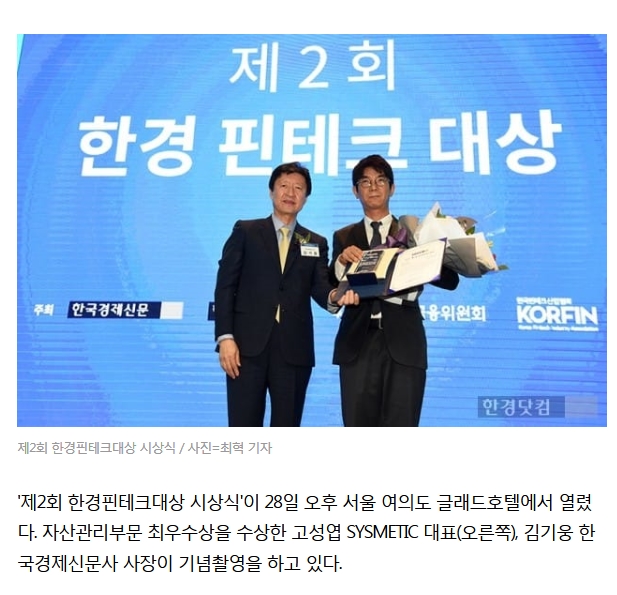 제2회
한경 핀테크 대상
주최
한국경제신문
융위원회
한국핀테크산업협회
KORFIN
Korea Fintech Industry Association
한경닷컴
제2회 한경핀테크대상 시상식 / 사진=최혁 기자
'제2회 한경핀테크대상 시상식'이 28일 오후 서울 여의도 글래드호텔에서 열렸
다. 자산관리부문 최우수상을 수상한 고성엽 SYSMETIC 대표(오른쪽), 김기웅 한
국경제신문사 사장이 기념촬영을 하고 있다.